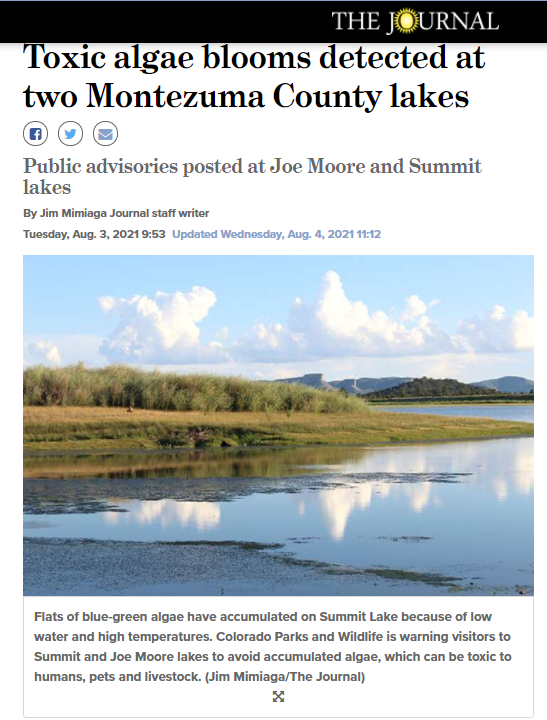 THE JOURNAL
Toxic algae blooms detected at
two Montezuma County lakes
Public advisories posted at Joe Moore and Summit
lakes
By Jim Mimiaga Journal staff writer
Tuesday, Aug. 3, 2021 9:53 Updated Wednesday, Aug. 4, 2021 11:12
Flats of blue-green algae have accumulated on Summit Lake because of low
water and high temperatures. Colorado Parks and Wildlife is warning visitors to
Summit and Joe Moore lakes to avoid accumulated algae, which can be toxic to
humans, pets and livestock. (Jim Mimiaga/The Journal)